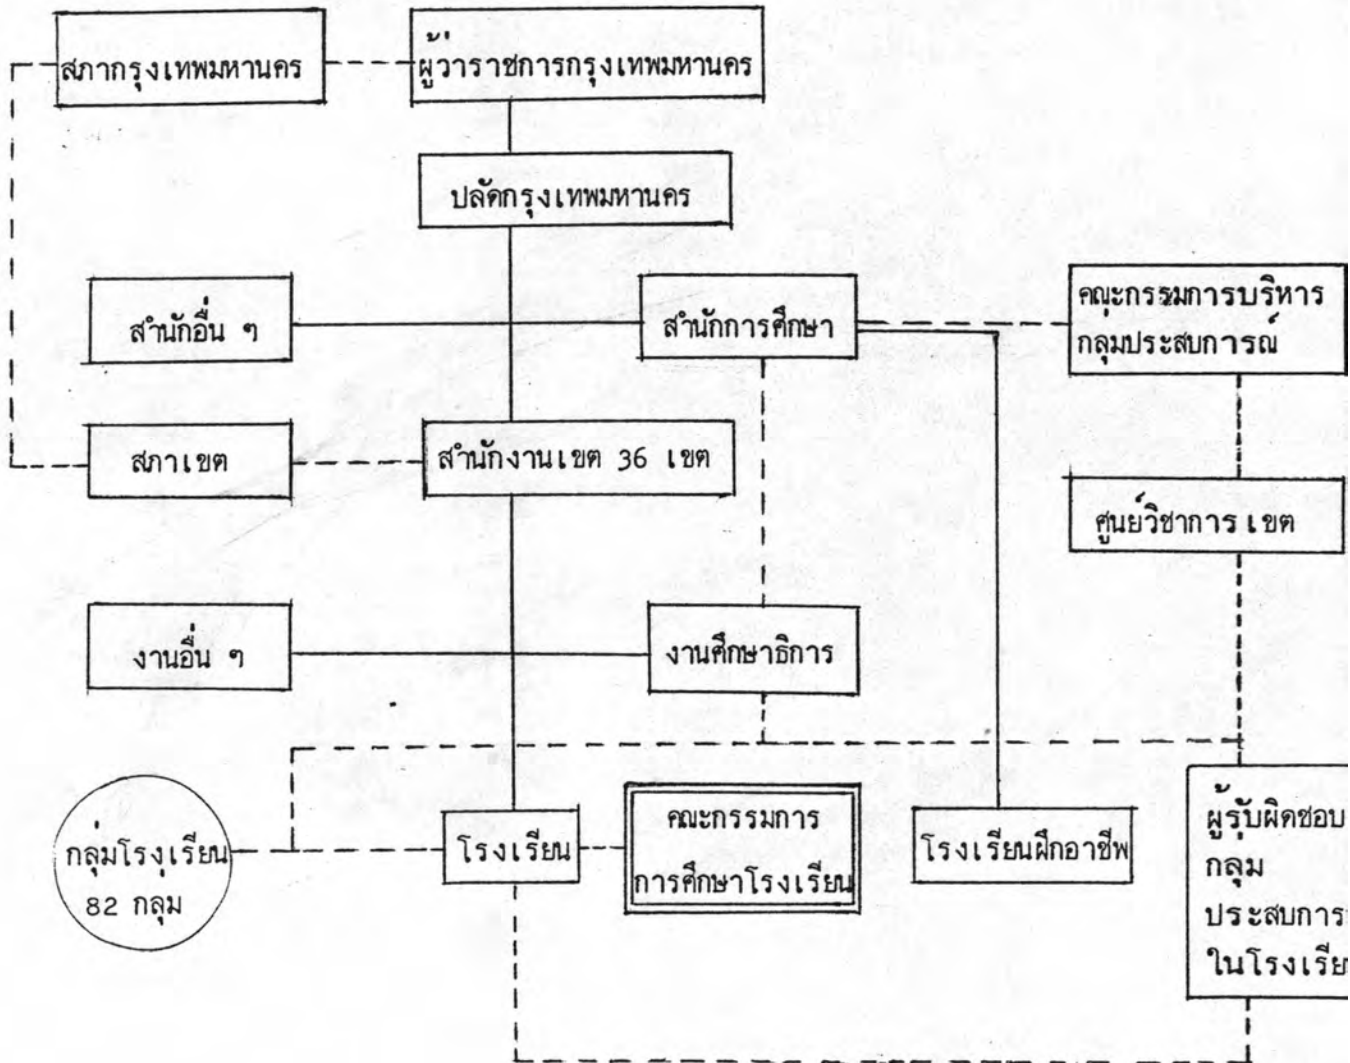 สภากรุงเทพมหานคร
ผู้ว่าราชการกรุงเทพมหานคร
ปลัดกรุงเทพมหานคร
สำนักอื่น ๆ
สำนักการศึกษา
คณะกรรมการบริหาร
กลุ่มประสบการณ์
สภาเขต
สำนักงานเขต 36 เขต
ศูนย์วิชาการเขต
งานอื่น ๆ
งานศึกษาธิการ
กลุ่มโรงเรียน
82 กลุ่ม
โรงเรียน
คณะกรรมการ
การศึกษาโรงเรียน
โรงเรียนฝึกอาชีพ
ผู้รับผิดชอบ
กลุ่ม
ประสบการ
ในโรงเรีย